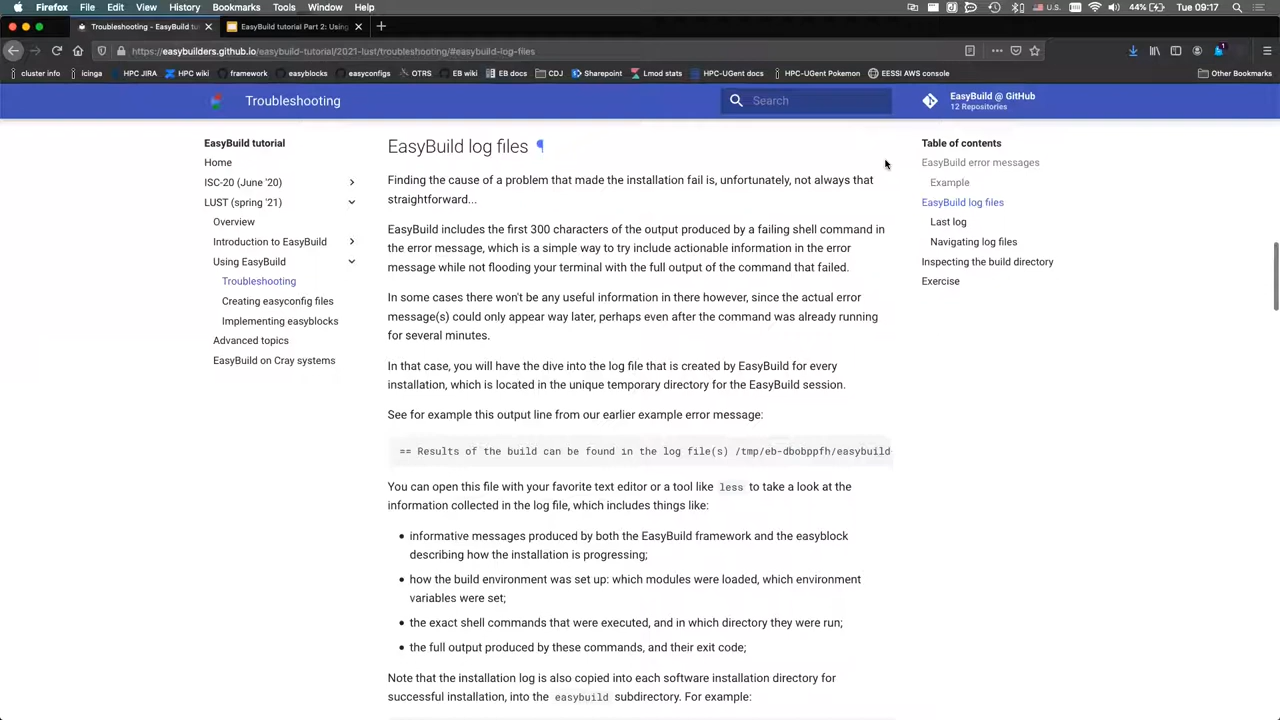 Firefox File Edit View History Bookmarks Tools Window Help
44% Tue 09:17
Troubleshooting - EasyBuild tu
EasyBuild tutorial Part 2: Using
https://easybuilders.github.io/easybuild-tutorial/2021-lust/troubleshooting/#easybuild-log-files
cluster info Icinga HPC JIRA HPC wiki framework easyblocks easyconfigs OTRS EB wiki EB docs CDJ Sharepoint Lmod stats HPC-UGent docs HPC-UGent Pokemon EESSI AWS console Other Bookmarks
Troubleshooting
Search
EasyBuild @ GitHub
12 Repositories
EasyBuild tutorial
Home
ISC-20 (June '20)
LUST (spring '21)
Overview
Introduction to EasyBuild
Using EasyBuild
Troubleshooting
Creating easyconfig files
Implementing easyblocks
Advanced topics
EasyBuild on Cray systems
EasyBuild log files ¶
Finding the cause of a problem that made the installation fail is, unfortunately, not always that
straightforward...
EasyBuild includes the first 300 characters of the output produced by a failing shell command in
the error message, which is a simple way to try include actionable information in the error
message while not flooding your terminal with the full output of the command that failed.
In some cases there won't be any useful information in there however, since the actual error
message(s) could only appear way later, perhaps even after the command was already running
for several minutes.
In that case, you will have the dive into the log file that is created by EasyBuild for every
installation, which is located in the unique temporary directory for the EasyBuild session.
See for example this output line from our earlier example error message:
== Results of the build can be found in the log file(s) /tmp/eb-dbobppfh/easybuild-
You can open this file with your favorite text editor or a tool like less to take a look at the
information collected in the log file, which includes things like:
• informative messages produced by both the EasyBuild framework and the easyblock
describing how the installation is progressing;
• how the build environment was set up: which modules were loaded, which environment
variables were set;
• the exact shell commands that were executed, and in which directory they were run;
• the full output produced by these commands, and their exit code;
Note that the installation log is also copied into each software installation directory for
successful installation, into the easybuild subdirectory. For example:
Table of contents
EasyBuild error messages
Example
EasyBuild log files
Last log
Navigating log files
Inspecting the build directory
Exercise